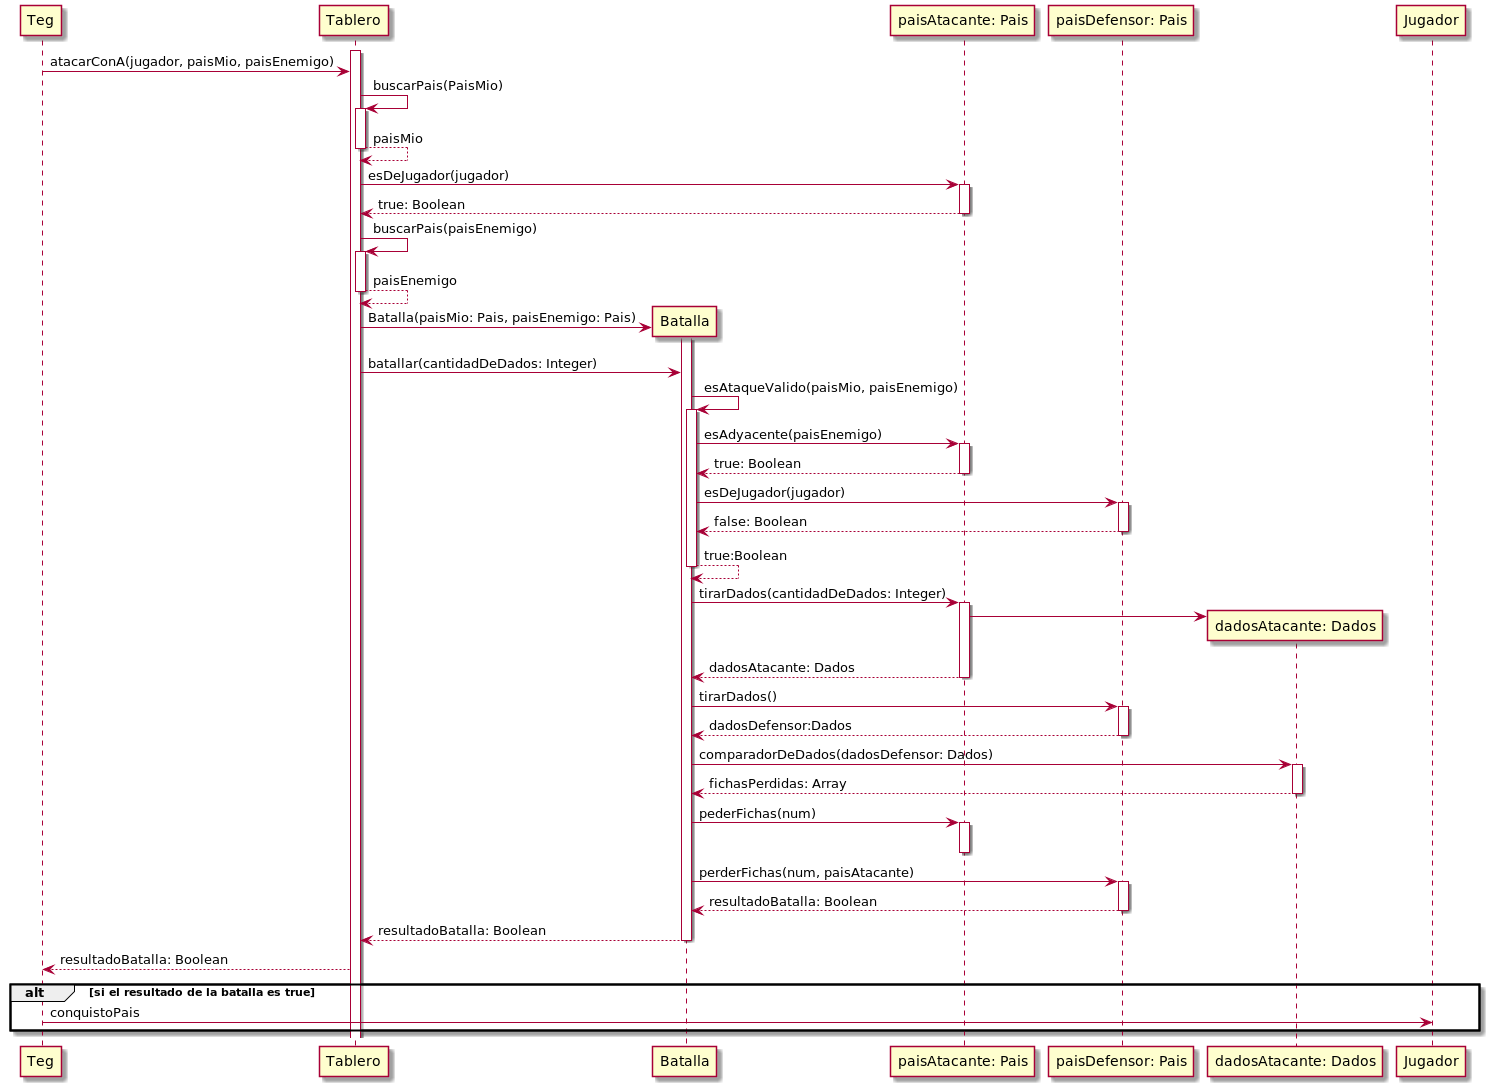 Teg
Tablero
paisAtacante: Pais
paisDefensor: Pais
Jugador
atacarConA(jugador, paisMio, paisEnemigo)
buscarPais(PaisMio)
paisMio
esDeJugador(jugador)
true: Boolean
buscarPais(paisEnemigo)
paisEnemigo
Batalla(paisMio: Pais, paisEnemigo: Pais)
Batalla
batallar(cantidadDeDados: Integer)
esAtaqueValido(paisMio, paisEnemigo)
esAdyacente(paisEnemigo)
true: Boolean
esDeJugador(jugador)
false: Boolean
true:Boolean
tirarDados(cantidadDeDados: Integer)
dadosAtacante: Dados
dadosAtacante: Dados
tirarDados()
dadosDefensor:Dados
comparadorDeDados(dadosDefensor: Dados)
fichasPerdidas: Array
pederFichas(num)
perderFichas(num, paisAtacante)
resultadoBatalla: Boolean
resultadoBatalla: Boolean
resultadoBatalla: Boolean
alt
[si el resultado de la batalla es true]
conquistoPais
Teg
Tablero
Batalla
paisAtacante: Pais
paisDefensor: Pais
dadosAtacante: Dados
Jugador